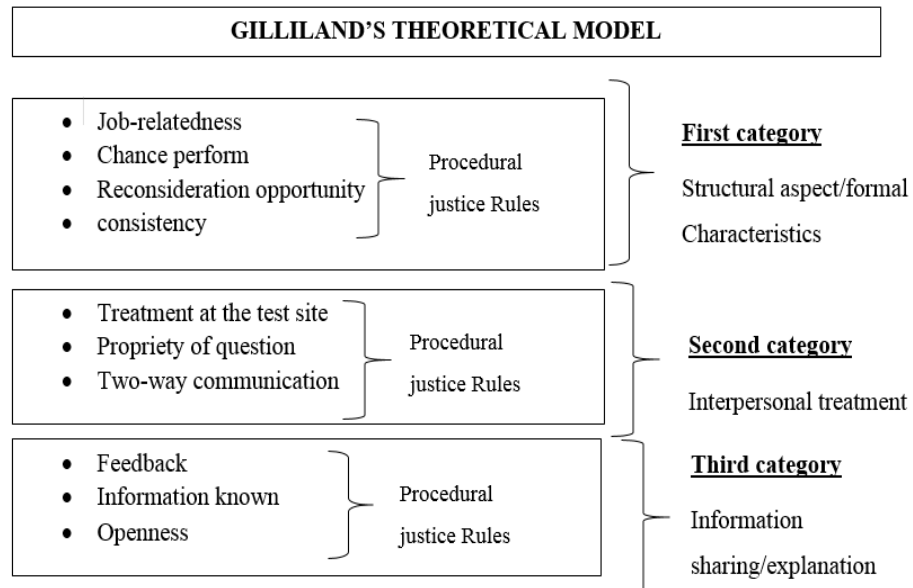 GILLILAND'S THEORETICAL MODEL
• Job-relatedness
• Chance perform
• Reconsideration opportunity
• consistency
Procedural
justice Rules
First category
Structural aspect/formal
Characteristics
• Treatment at the test site
• Propriety of question
• Two-way communication
Procedural
justice Rules
Second category
Interpersonal treatment
• Feedback
• Information known
• Openness
Procedural
justice Rules
Third category
Information
sharing/explanation